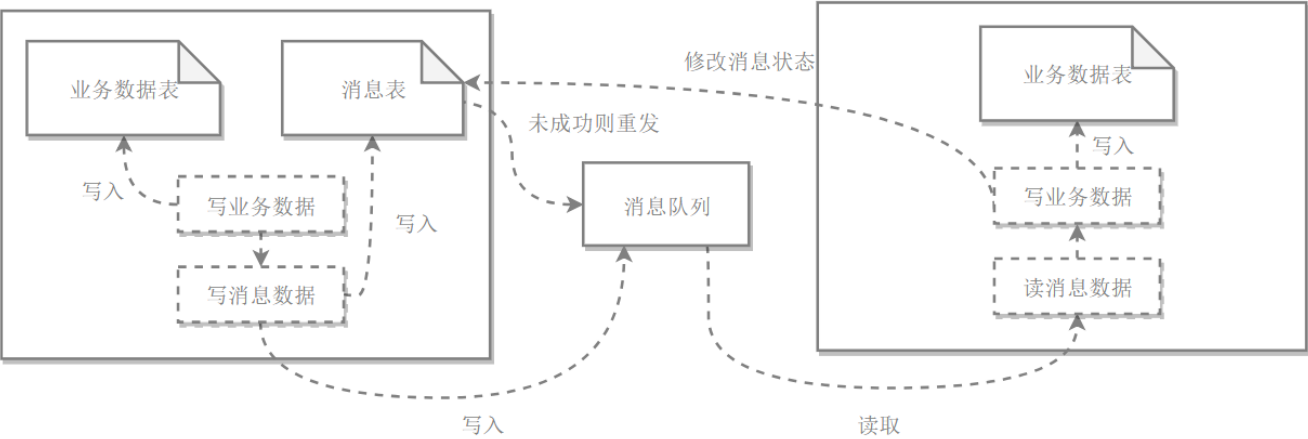 业务数据表
消息表
写入
写业务数据
写入
写消息数据
写入
未成功则重发
消息队列
修改消息状态
业务数据表
写入
写业务数据
读消息数据
读取